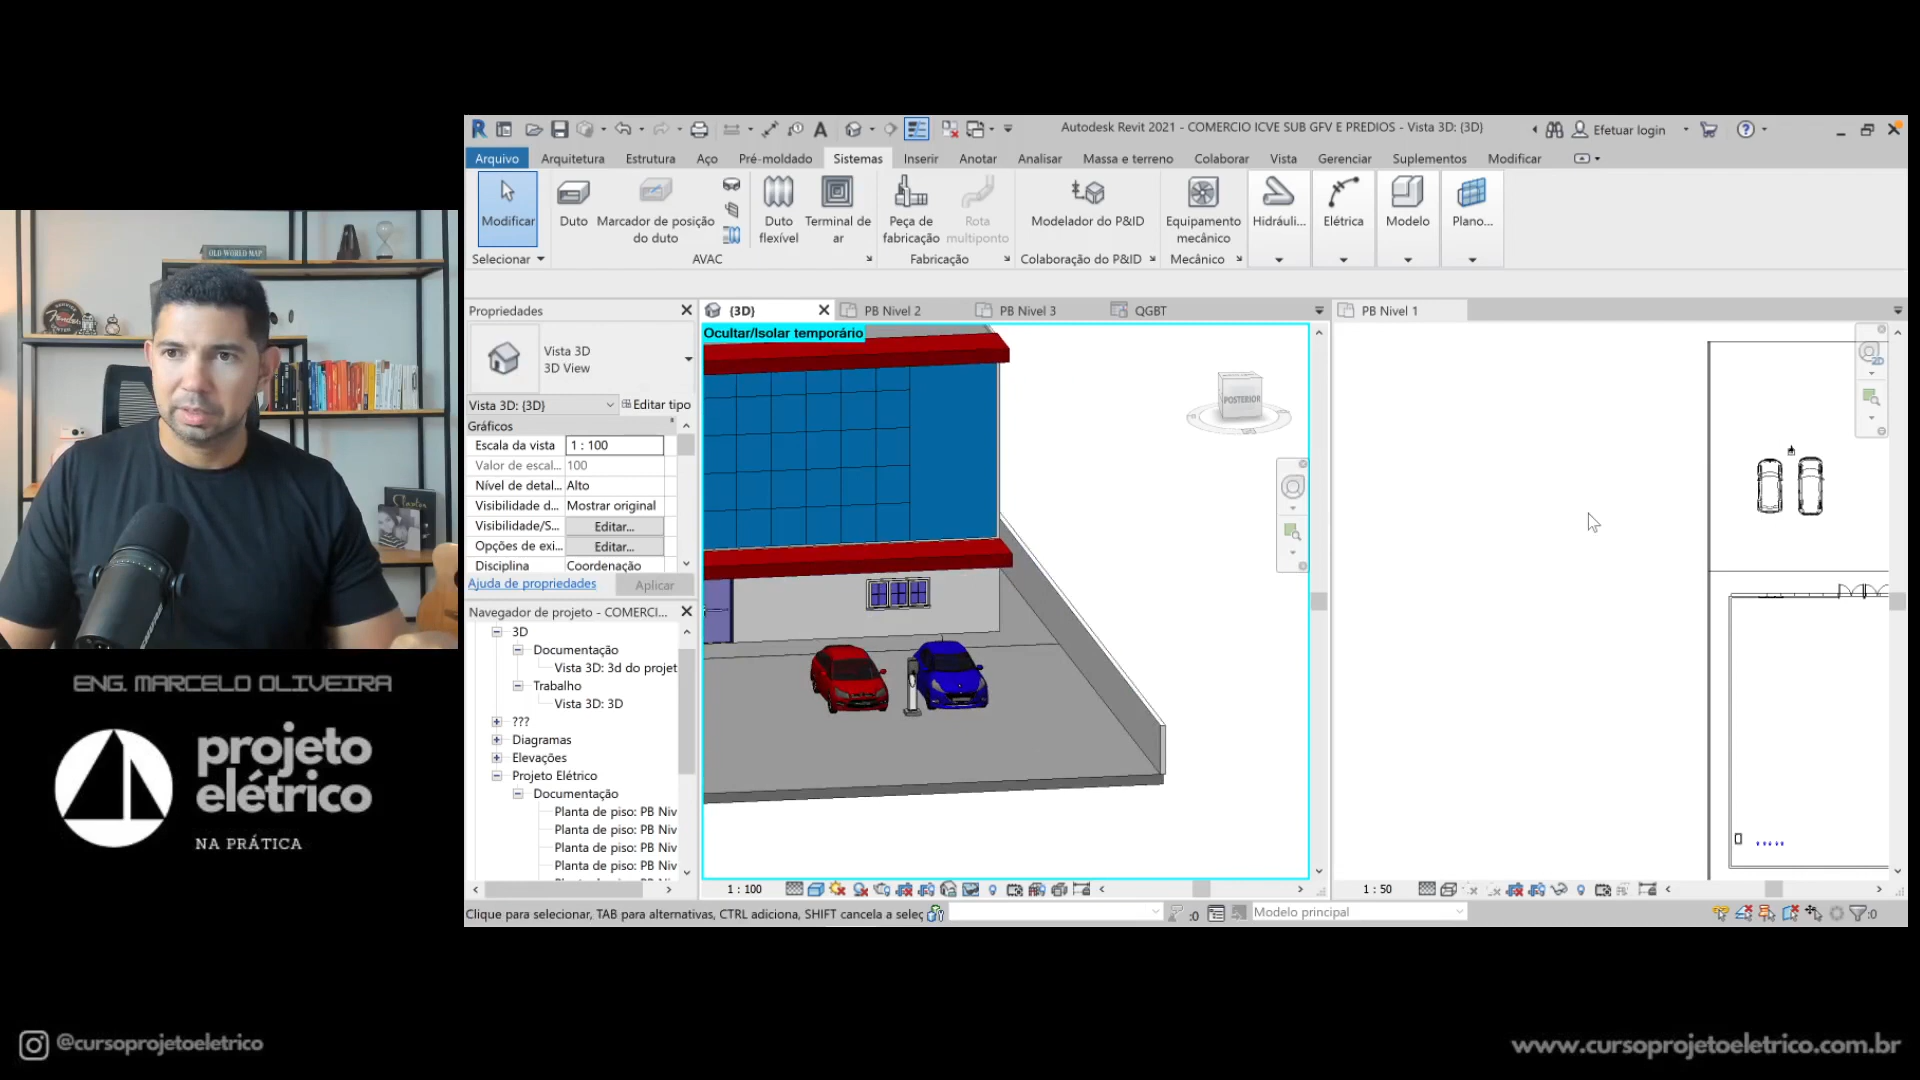 Autodesk Revit 2021 - COMERCIO ICVE SUB GFV E PREDIOS - Vista 3D: {3D}
Efetuar login
Arquivo Arquitetura Estrutura Aço Pré-moldado Sistemas Inserir Anotar Analisar Massa e terreno Colaborar Vista Gerenciar Suplementos Modificar
Modificar
Duto
Marcador de posição do duto
Duto flexível
Terminal de ar
Peça de fabricação
Rota multiponto
Modelador do P&ID
Equipamento mecânico
Hidrául...
Elétrica
Modelo
Plano...
Selecionar AVAC Fabricação Colaboração do P&ID Mecânico
Propriedades
{3D} PB Nivel 2 PB Nivel 3 QGBT PB Nivel 1
Ocultar/Isolar temporário
Vista 3D
3D View
Vista 3D: {3D} Editar tipo
Gráficos
Escala da vista 1 : 100
Valor de escal... 100
Nível de detal... Alto
Visibilidade d... Mostrar original
Visibilidade/S... Editar...
Opções de exi... Editar...
Disciplina Coordenação
Ajuda de propriedades Aplicar
Navegador de projeto - COMERCI...
3D
Documentação
Vista 3D: 3d do projet
Trabalho
Vista 3D: 3D
???
Diagramas
Elevações
Projeto Elétrico
Documentação
Planta de piso: PB Niv
Planta de piso: PB Niv
Planta de piso: PB Niv
Planta de piso: PB Niv
POSTERIOR
2D
1 : 100
1 : 50
Clique para selecionar, TAB para alternativas, CTRL adiciona, SHIFT cancela a seleç
:0
Modelo principal
:0
OLD WORLD MAP
Fender
ENG. MARCELO OLIVEIRA
projeto
elétrico
NA PRÁTICA
@cursoprojetoeletrico
www.cursoprojetoeletrico.com.br